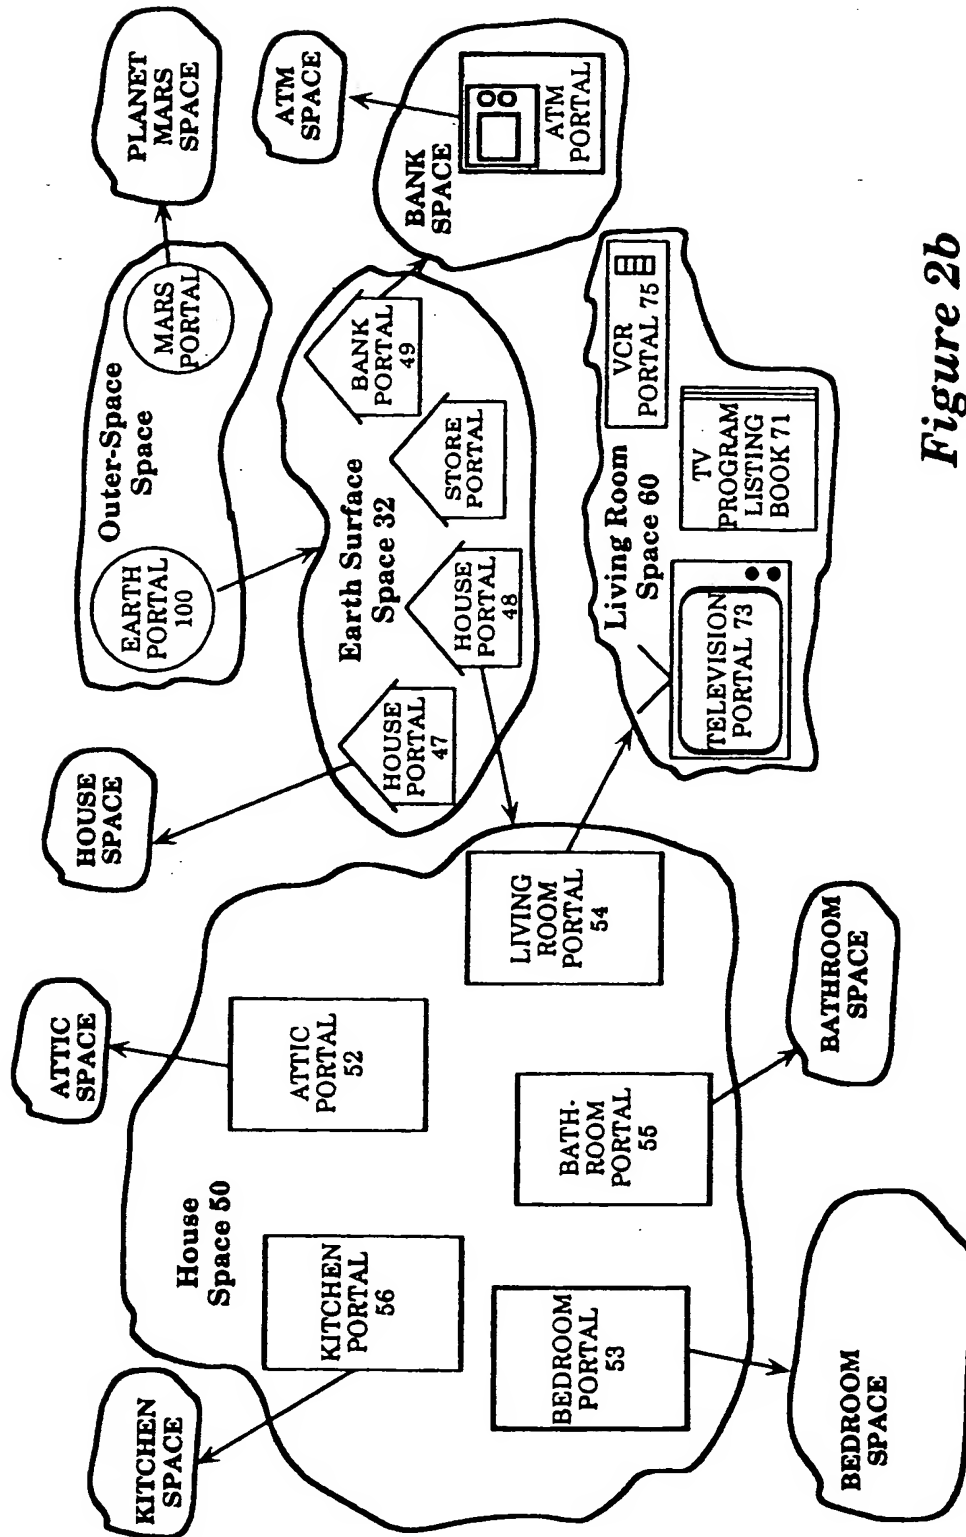 KITCHEN
SPACE
ATTIC
SPACE
HOUSE
SPACE
Outer-Space
Space
EARTH
PORTAL
100
MARS
PORTAL
PLANET
MARS
SPACE
House
Space 50
KITCHEN
PORTAL
56
ATTIC
PORTAL
52
BEDROOM
PORTAL
53
BATH-
ROOM
PORTAL
55
LIVING
ROOM
PORTAL
54
Earth Surface
Space 32
HOUSE
PORTAL
47
HOUSE
PORTAL
48
STORE
PORTAL
BANK
PORTAL
49
ATM
SPACE
BANK
SPACE
ATM
PORTAL
Living Room
Space 60
TELEVISION
PORTAL 73
TV
PROGRAM
LISTING
BOOK 71
VCR
PORTAL 75
BEDROOM
SPACE
BATHROOM
SPACE
Figure 2b